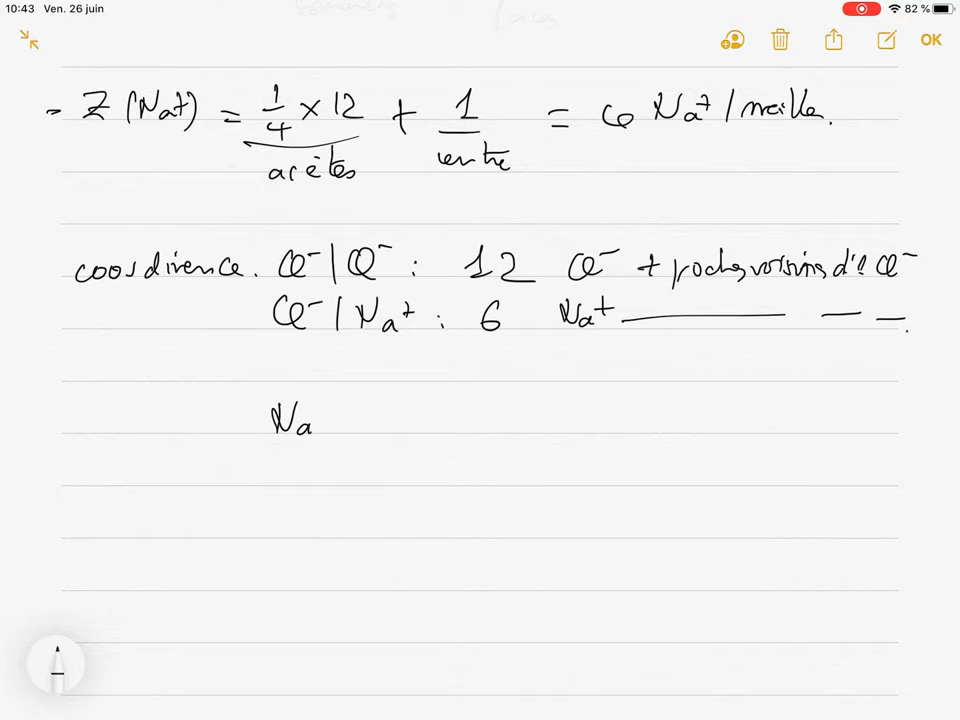 10:43 Ven. 26 juin 82 %
OK
- Z (Na+) = 1/4 × 12 + 1 = 4 Na+ / maille.
arêtes centre
coordinence. Cl- | Cl- : 12 Cl- + proches voisins d'1 Cl-
Cl- | Na+ : 6 Na+ ——— — —.
Na